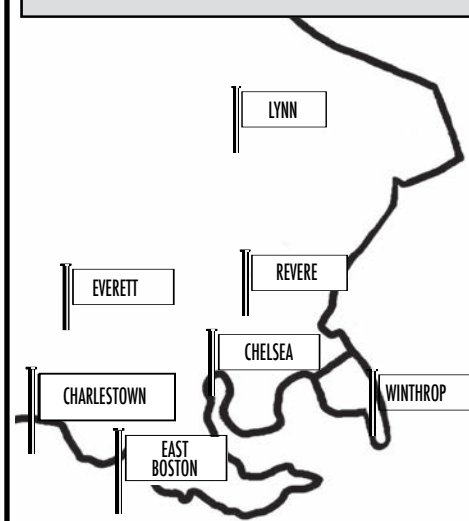 LYNN
REVERE
EVERETT
CHELSEA
CHARLESTOWN
WINTHROP
EAST
BOSTON